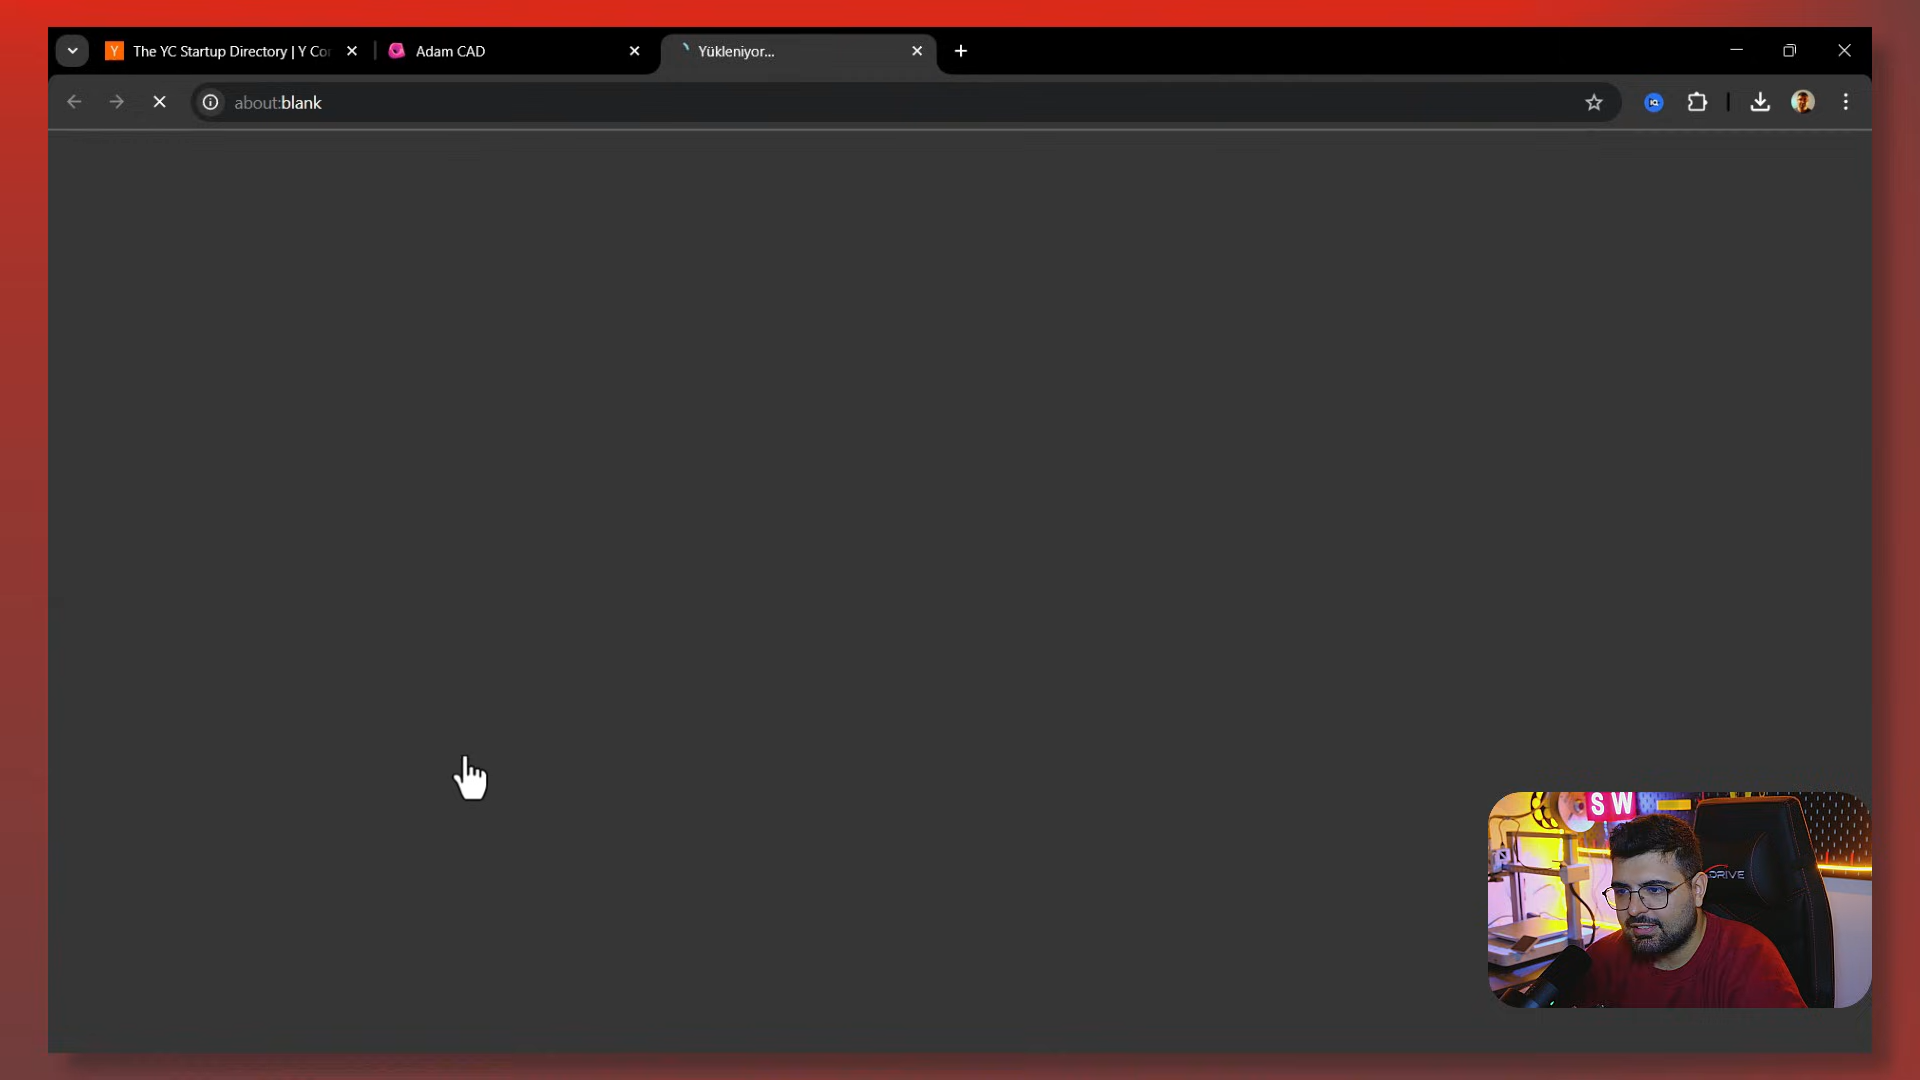 Y The YC Startup Directory | Y Co
Adam CAD
Yükleniyor...
about:blank
S W
DRIVE